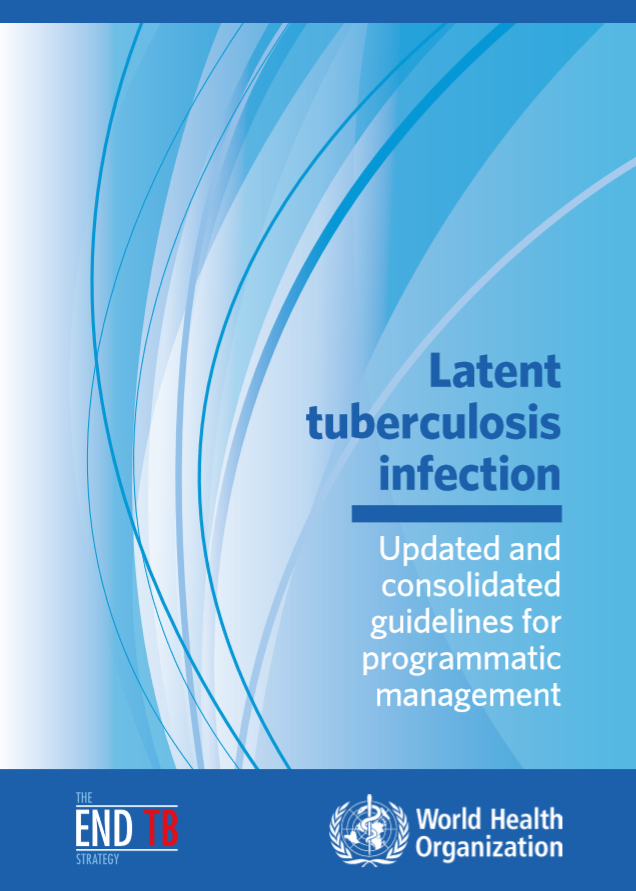 Latent
tuberculosis
infection
Updated and
consolidated
guidelines for
programmatic
management
THE
END TB
STRATEGY
World Health
Organization